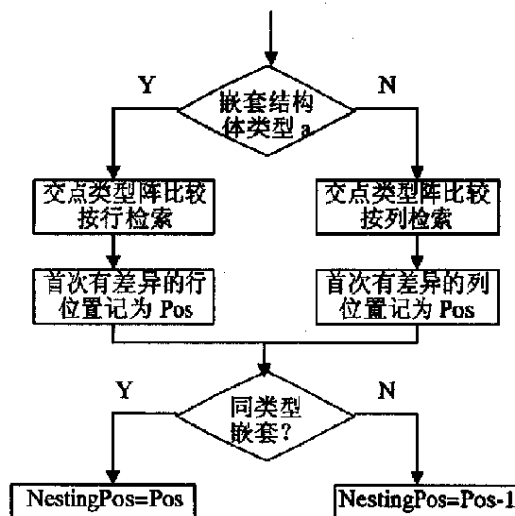 Y
N
嵌套结构
体类型 a
交点类型阵比较
按行检索
交点类型阵比较
按列检索
首次有差异的行
位置记为 Pos
首次有差异的列
位置记为 Pos
Y
N
同类型
嵌套？
NestingPos=Pos
NestingPos=Pos-1